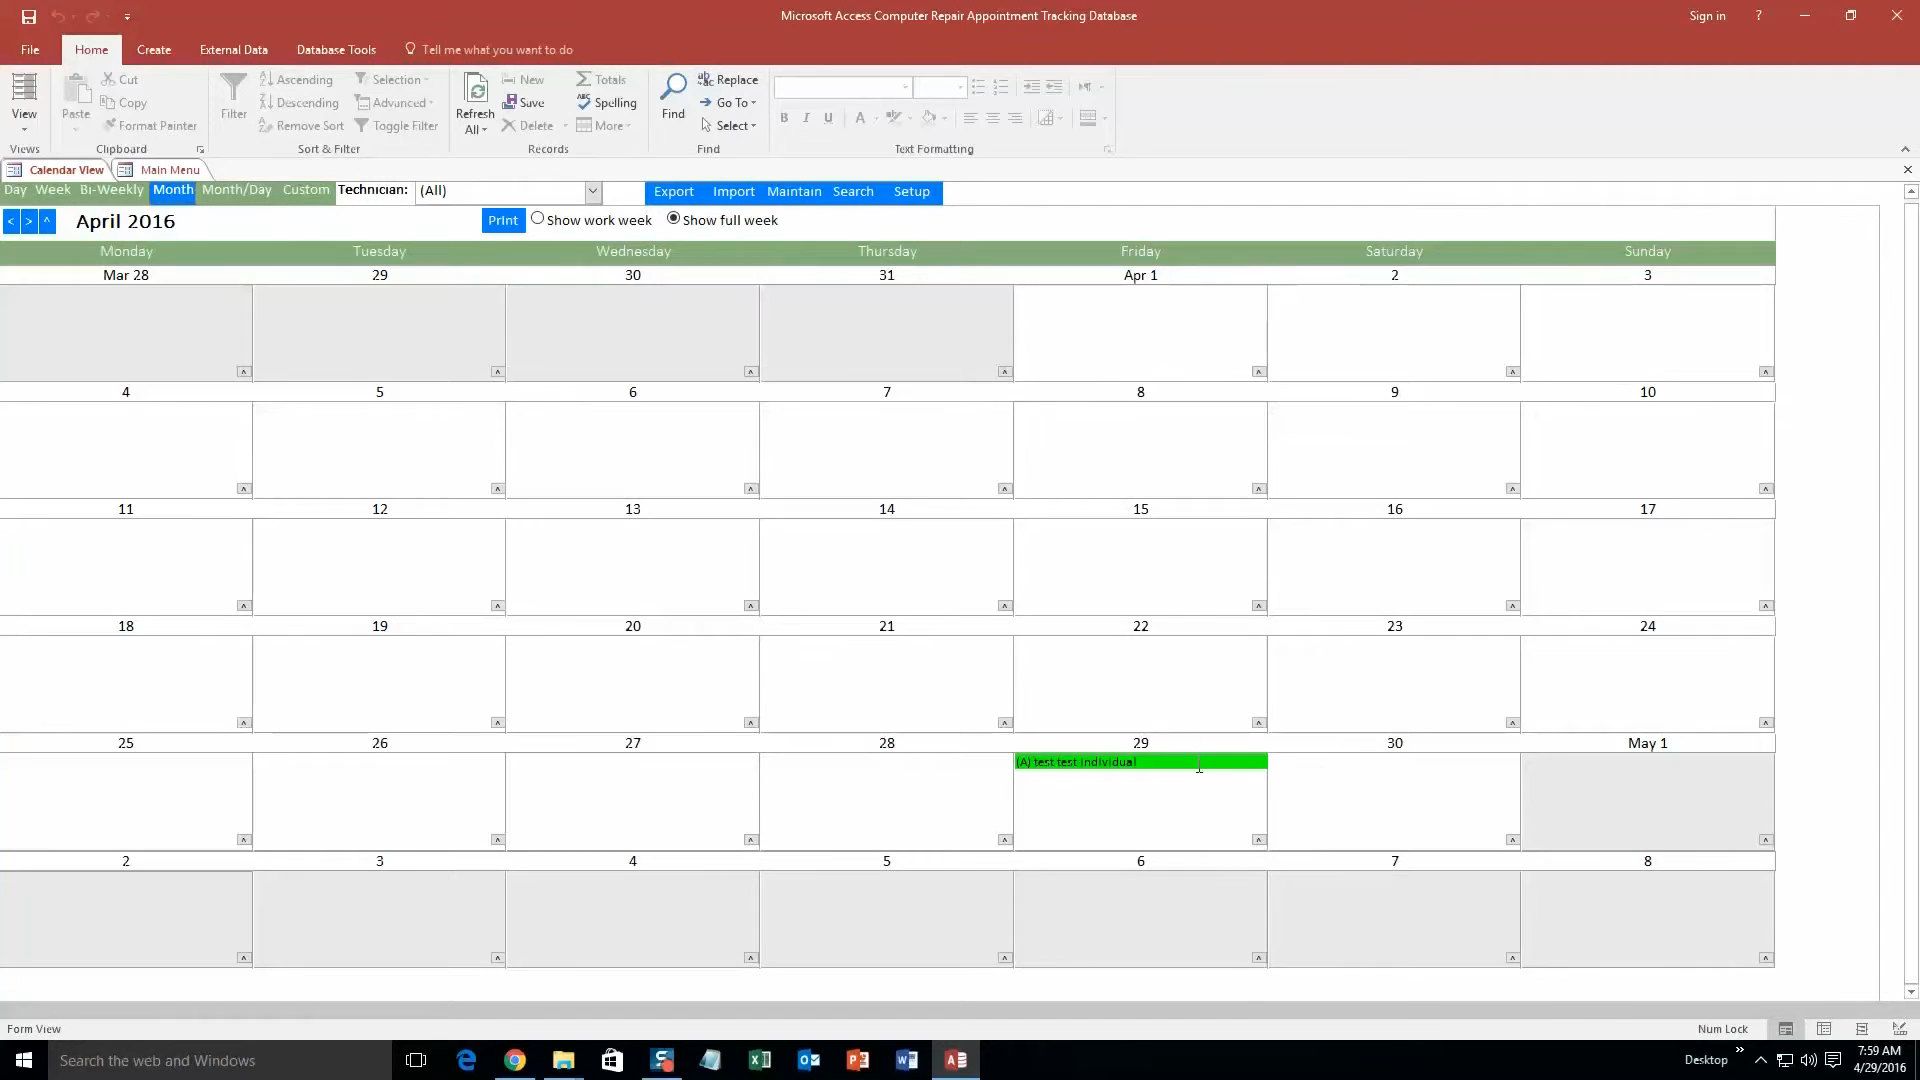 Microsoft Access Computer Repair Appointment Tracking Database
Sign in ?
File Home Create External Data Database Tools Tell me what you want to do
View
Views
Paste
Cut
Copy
Format Painter
Clipboard
Filter
Ascending
Descending
Remove Sort
Selection
Advanced
Toggle Filter
Sort & Filter
Refresh
All
New
Save
Delete
Totals
Spelling
More
Records
Find
Replace
Go To
Select
Find
B I U A
Text Formatting
Calendar View Main Menu
Day Week Bi-Weekly Month Month/Day Custom Technician: (All) Export Import Maintain Search Setup
< > ^ April 2016 Print Show work week Show full week
Monday Tuesday Wednesday Thursday Friday Saturday Sunday
Mar 28 29 30 31 Apr 1 2 3
4 5 6 7 8 9 10
11 12 13 14 15 16 17
18 19 20 21 22 23 24
25 26 27 28 29 30 May 1
(A) test test individual
2 3 4 5 6 7 8
Form View Num Lock
Search the web and Windows
Desktop
7:59 AM
4/29/2016